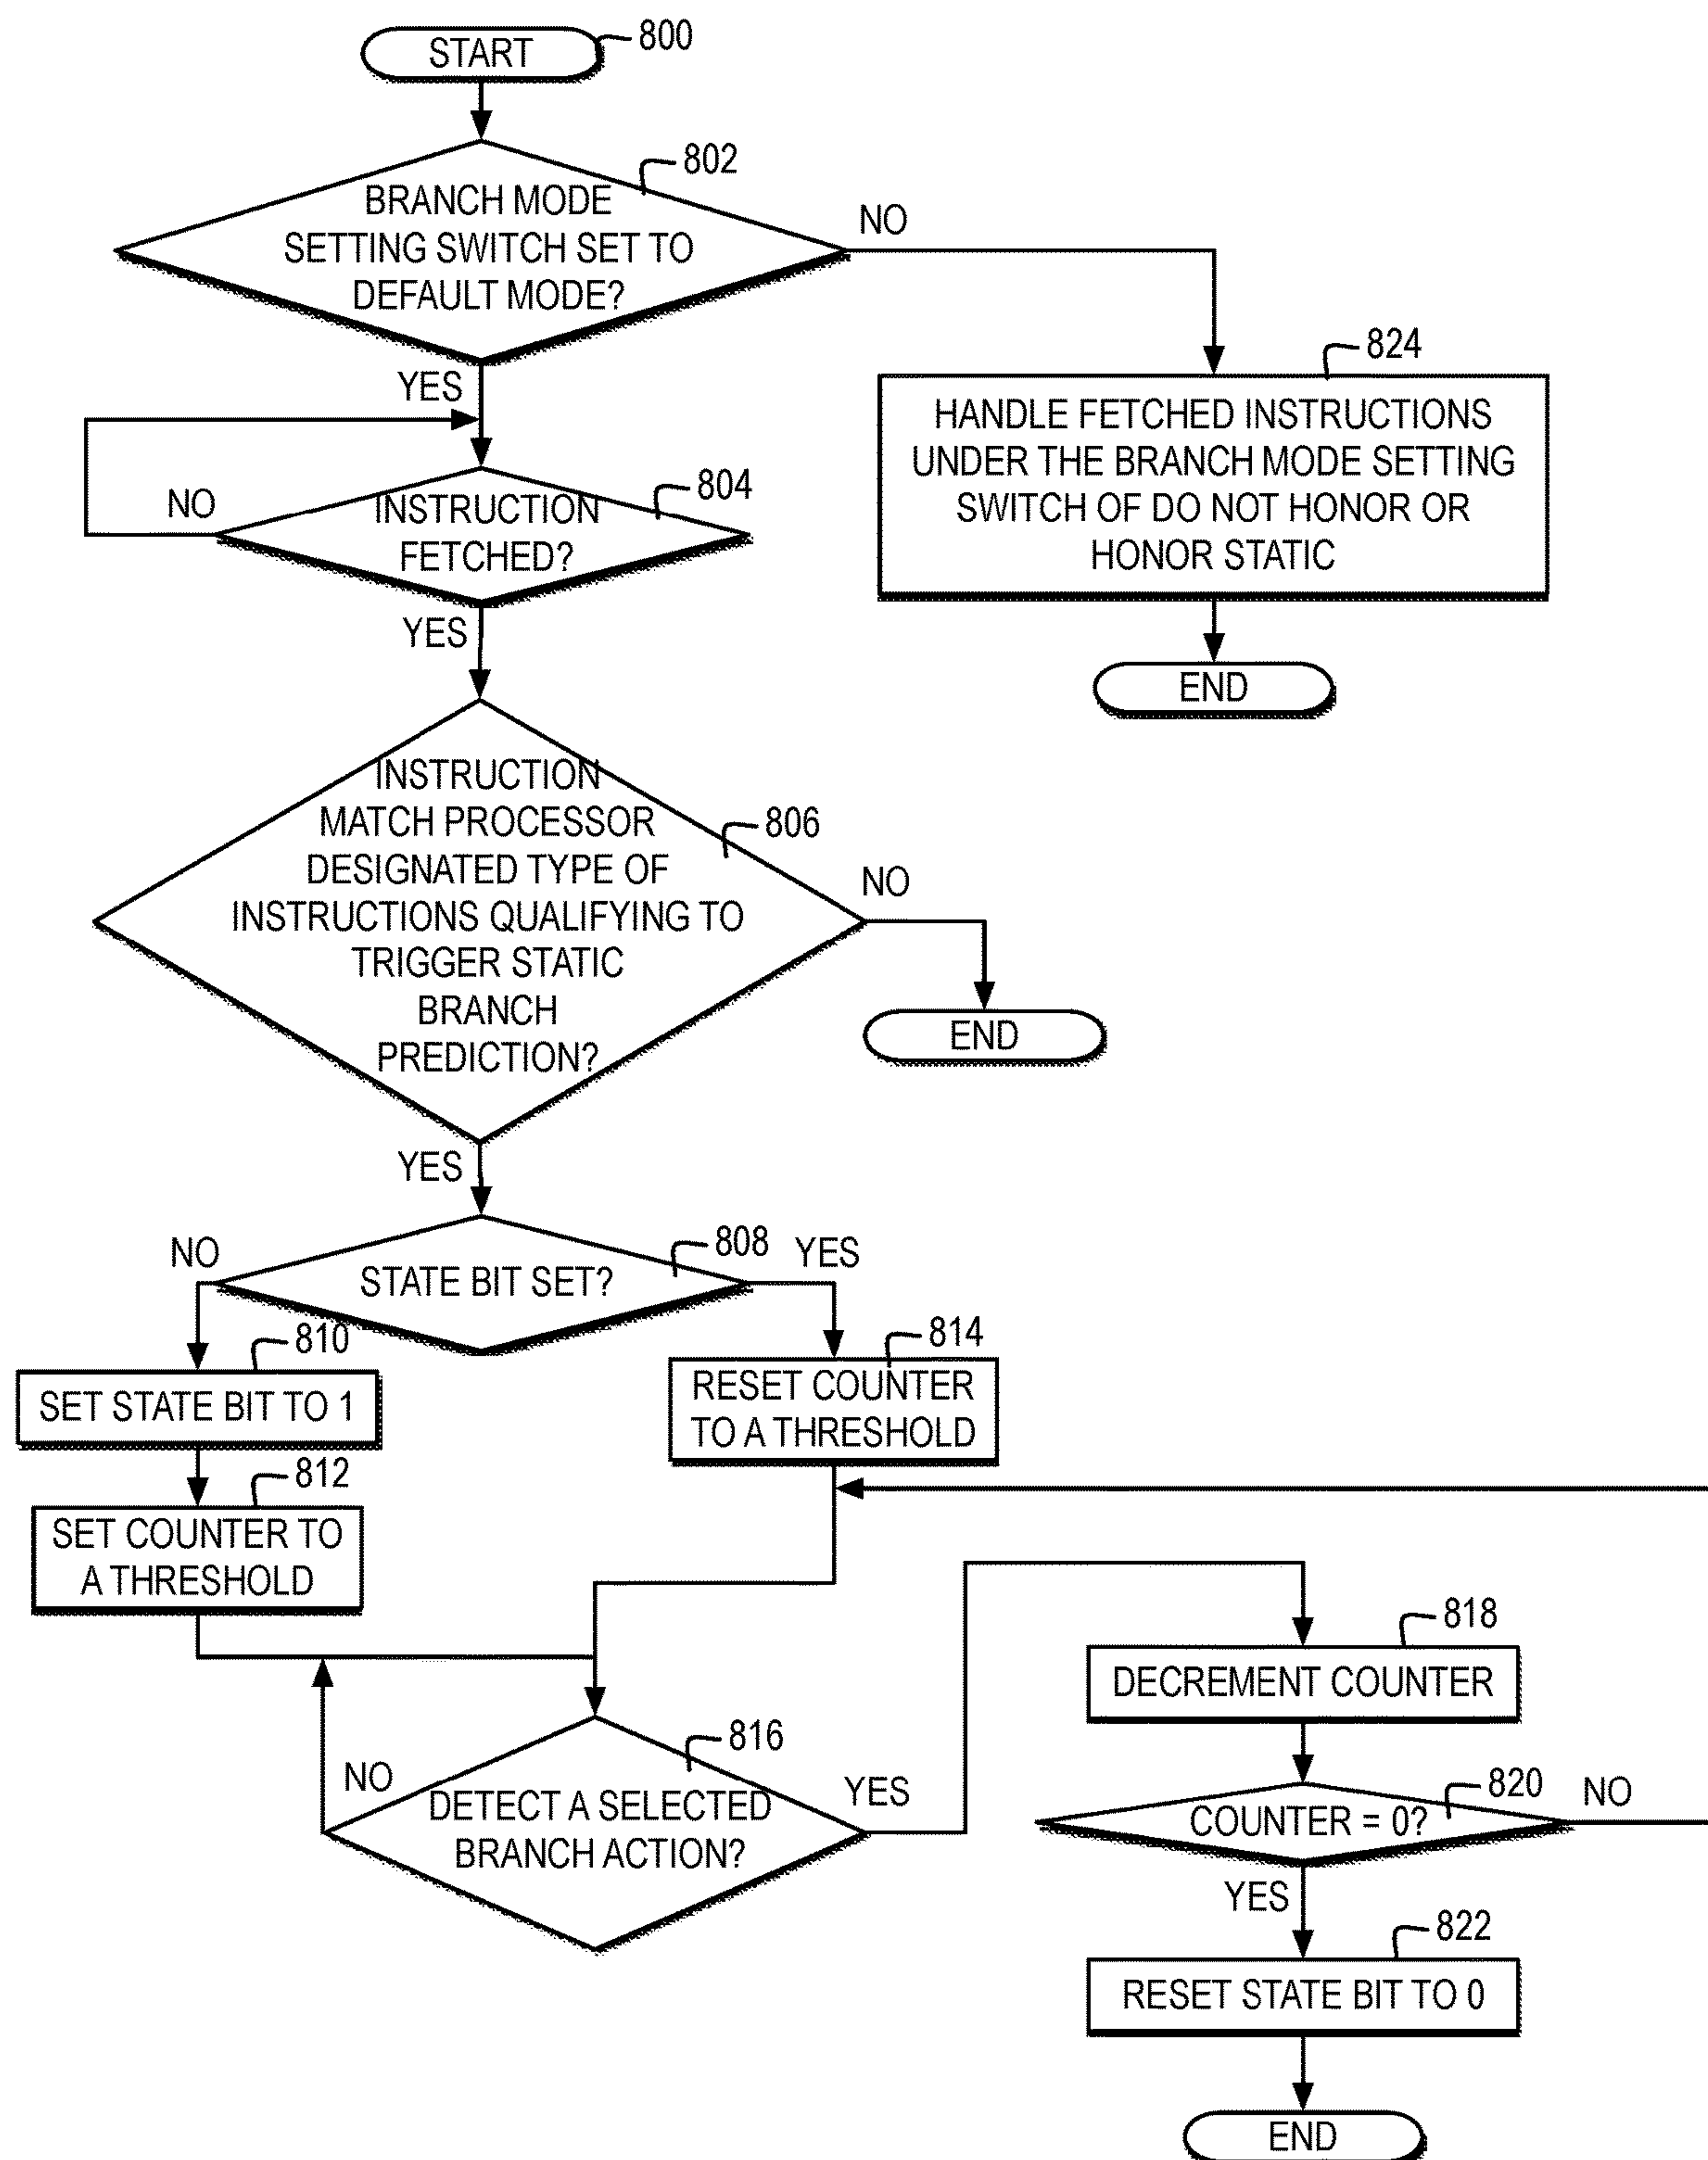 START
800
802
BRANCH MODE
SETTING SWITCH SET TO
DEFAULT MODE?
NO
YES
824
HANDLE FETCHED INSTRUCTIONS
UNDER THE BRANCH MODE SETTING
SWITCH OF DO NOT HONOR OR
HONOR STATIC
END
804
NO
INSTRUCTION
FETCHED?
YES
806
INSTRUCTION
MATCH PROCESSOR
DESIGNATED TYPE OF
INSTRUCTIONS QUALIFYING TO
TRIGGER STATIC
BRANCH
PREDICTION?
NO
END
YES
808
NO
YES
STATE BIT SET?
810
SET STATE BIT TO 1
814
RESET COUNTER
TO A THRESHOLD
812
SET COUNTER TO
A THRESHOLD
816
NO
YES
DETECT A SELECTED
BRANCH ACTION?
818
DECREMENT COUNTER
820
NO
COUNTER = 0?
YES
822
RESET STATE BIT TO 0
END